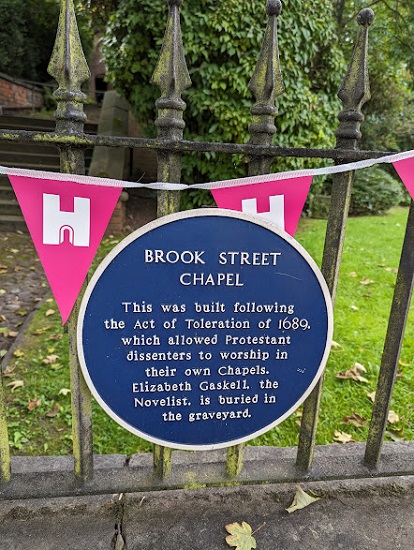 H H
BROOK STREET
CHAPEL
This was built following
the Act of Toleration of 1689,
which allowed Protestant
dissenters to worship in
their own Chapels.
Elizabeth Gaskell, the
Novelist, is buried in
the graveyard.